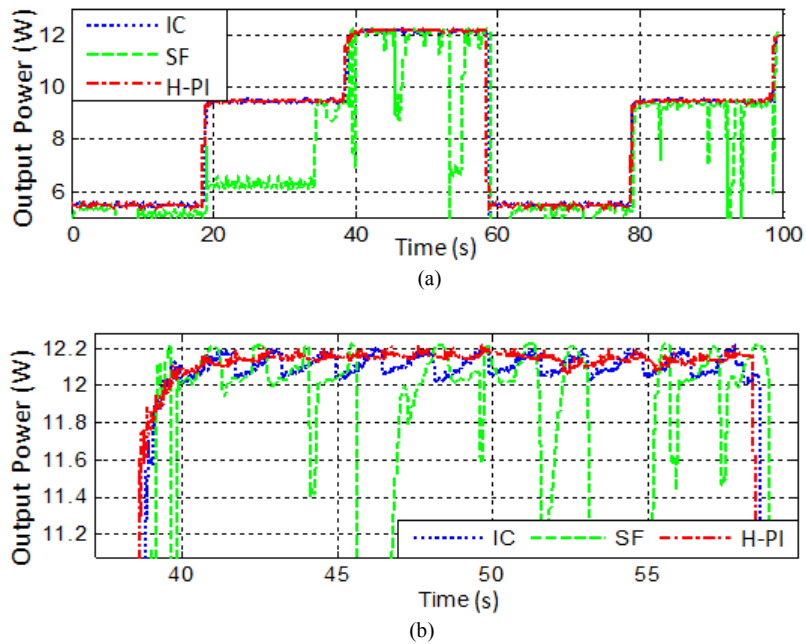 Output Power (W)
12
10
8
6
IC
SF
H-PI
0 20 40 60 80 100
Time (s)
(a)
Output Power (W)
12.2
12
11.8
11.6
11.4
11.2
IC SF H-PI
40 45 50 55
Time (s)
(b)